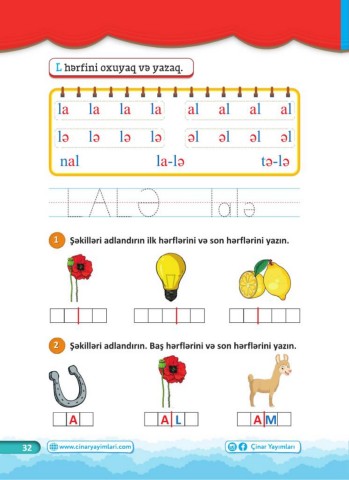 L hərfini oxuyaq və yazaq.
la la la la al al al al
lə lə lə lə əl əl əl əl
nal la-lə tə-lə
LALƏ lalə
1 Şəkilləri adlandırın ilk hərflərini və son hərflərini yazın.
l l l
2 Şəkilləri adlandırın. Baş hərflərini və son hərflərini yazın.
A A L A M
32 www.cinaryayimlari.com Çinar Yayımları